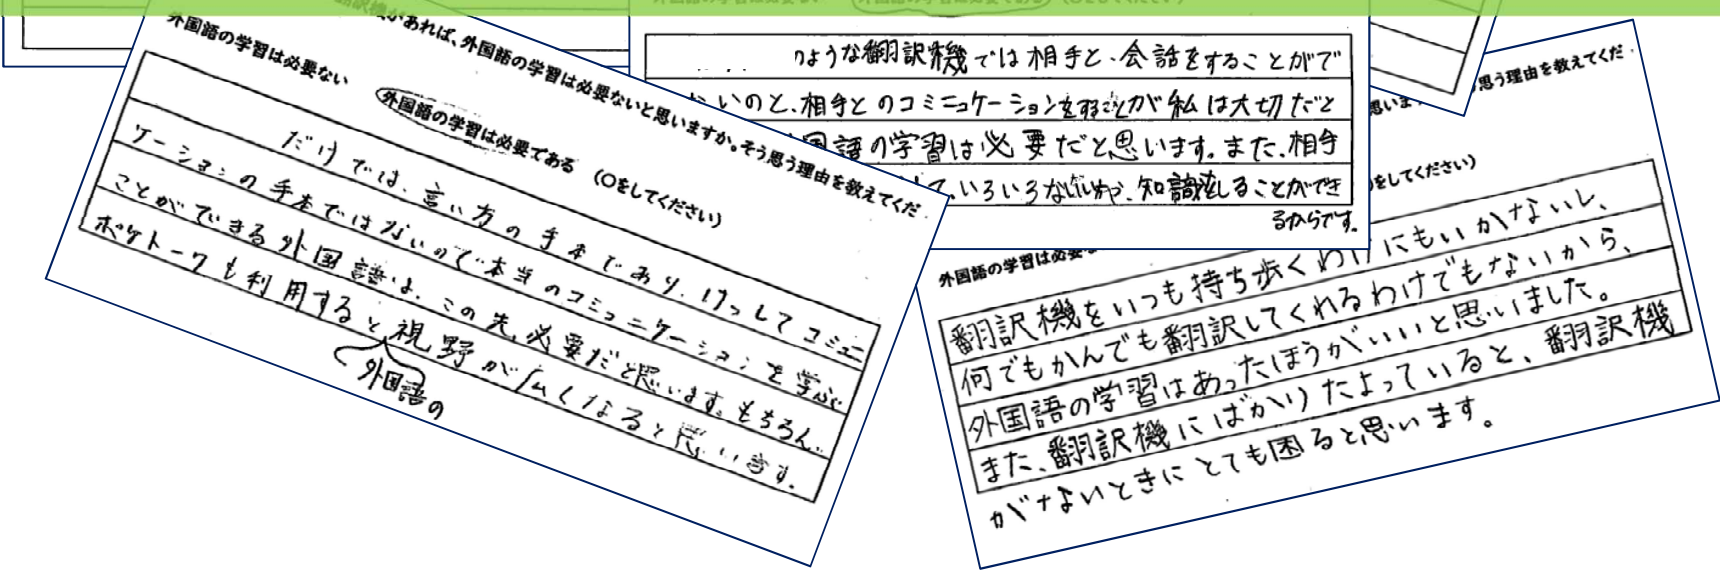 翻訳機があれば、外国語の学習は必要ないと思いますか。そう思う理由を教えてくだ
外国語の学習は必要ない 外国語の学習は必要である (○をしてください)
だけでは、言い方の手本であり、けっしてコミュニ
ケーションの手本ではないので本当のコミュニケーションを学ぶ
ことができる外国語は、この先、必要だと思います。もちろん、
ポケトークも利用すると視野が広くなると思います。
外国語の
のような翻訳機では相手と、会話をすることがで
ないのと、相手とのコミニュケーションをすることが私は大切だと
国語の学習は必要だと思います。また、相手
て、いろいろな 知識をしることができ
るからです。
思う理由を教えてくだ
をしてください)
外国語の学習は必要
翻訳機をいつも持ち歩くわけにもいかないし、
何でもかんでも翻訳してくれるわけでもないから、
外国語の学習はあったほうがいいと思いました。
また、翻訳機にばかりたよっていると、翻訳機
がないときにとても困ると思います。